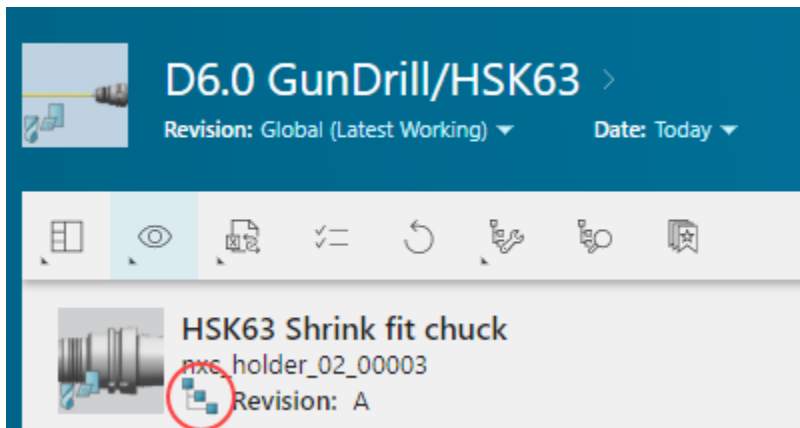 D6.0 GunDrill/HSK63
Revision: Global (Latest Working) Date: Today
HSK63 Shrink fit chuck
nxc_holder_02_00003
Revision: A